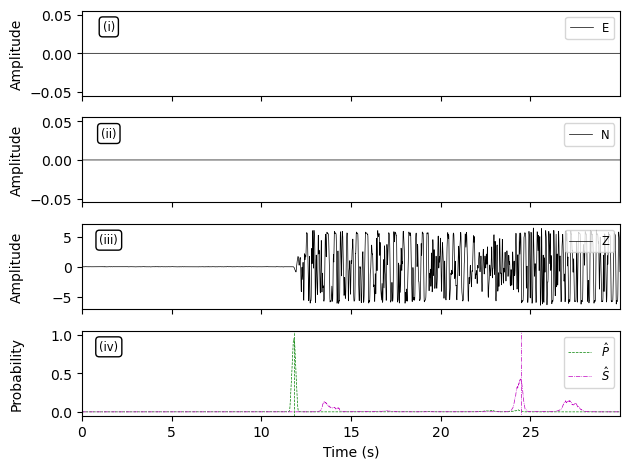 0.05
(i)
E
Amplitude
0.00
−0.05
0.05
(ii)
N
Amplitude
0.00
−0.05
5
(iii)
Z
Amplitude
0
−5
1.0
(iv)
P̂
Ŝ
Probability
0.5
0.0
0 5 10 15 20 25
Time (s)